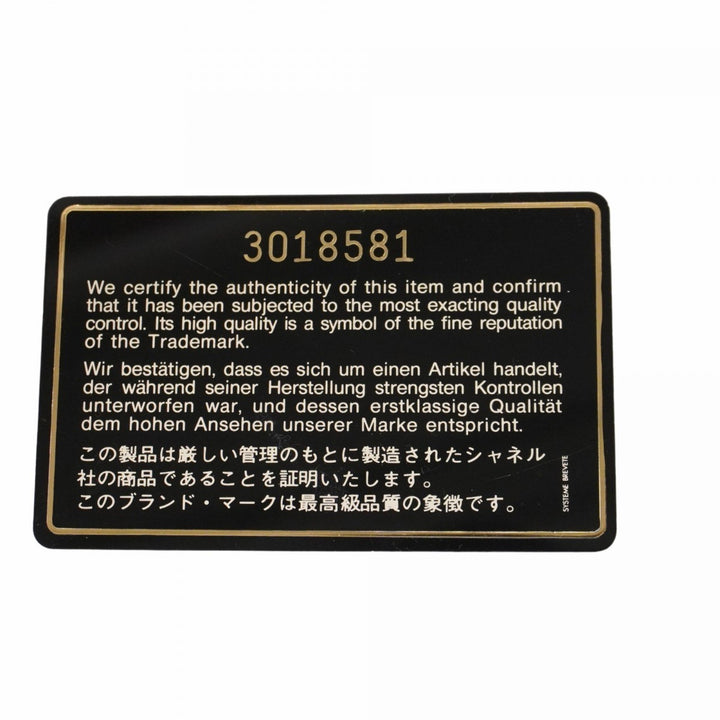 3018581
We certify the authenticity of this item and confirm
that it has been subjected to the most exacting quality
control. Its high quality is a symbol of the fine reputation
of the Trademark.
Wir bestätigen, dass es sich um einen Artikel handelt,
der während seiner Herstellung strengsten Kontrollen
unterworfen war, und dessen erstklassige Qualität
dem hohen Ansehen unserer Marke entspricht.
この製品は厳しい管理のもとに製造されたシャネル
社の商品であることを証明いたします。
このブランド・マークは最高級品質の象徴です。
SYSTEME BREVETE